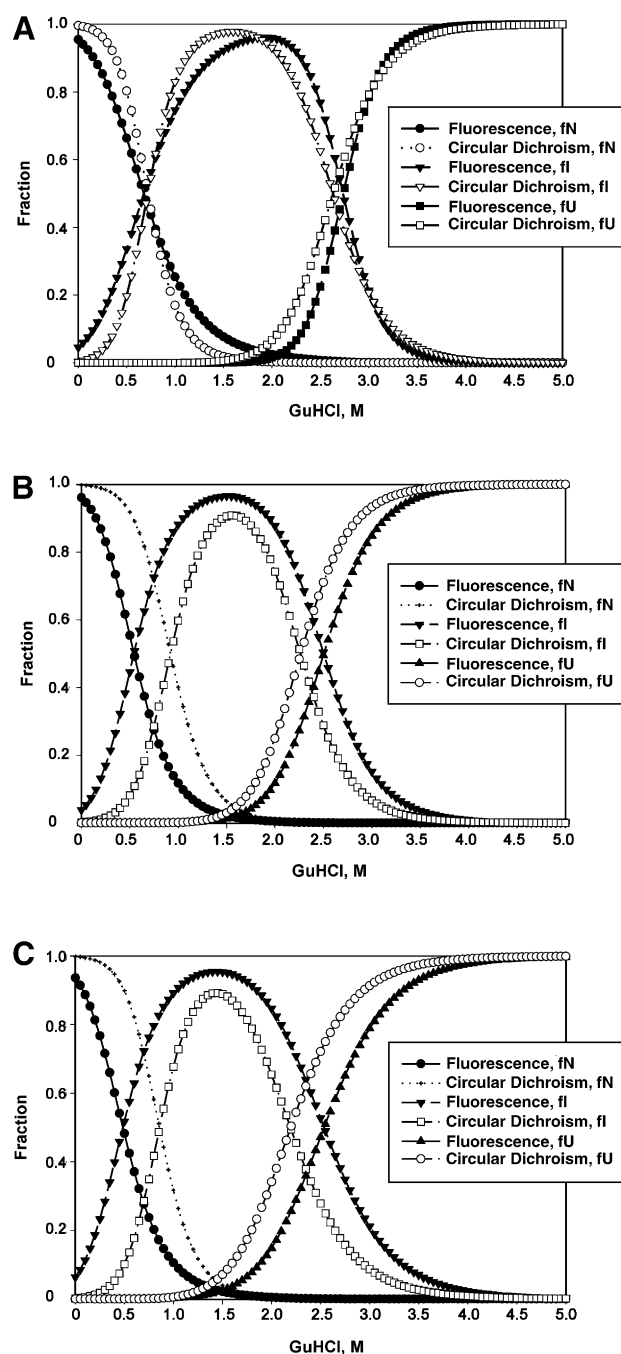 A
1.0
0.8
0.6
0.4
0.2
0
Fraction
Fluorescence, fN
Circular Dichroism, fN
Fluorescence, fI
Circular Dichroism, fI
Fluorescence, fU
Circular Dichroism, fU
0 0.5 1.0 1.5 2.0 2.5 3.0 3.5 4.0 4.5 5.0
GuHCl, M
B
1.0
0.8
0.6
0.4
0.2
0
Fraction
Fluorescence, fN
Circular Dichroism, fN
Fluorescence, fI
Circular Dichroism, fI
Fluorescence, fU
Circular Dichroism, fU
0 0.5 1.0 1.5 2.0 2.5 3.0 3.5 4.0 4.5 5.0
GuHCl, M
C
1.0
0.8
0.6
0.4
0.2
0
Fraction
Fluorescence, fN
Circular Dichroism, fN
Fluorescence, fI
Circular Dichroism, fI
Fluorescence, fU
Circular Dichroism, fU
0 0.5 1.0 1.5 2.0 2.5 3.0 3.5 4.0 4.5 5.0
GuHCl, M